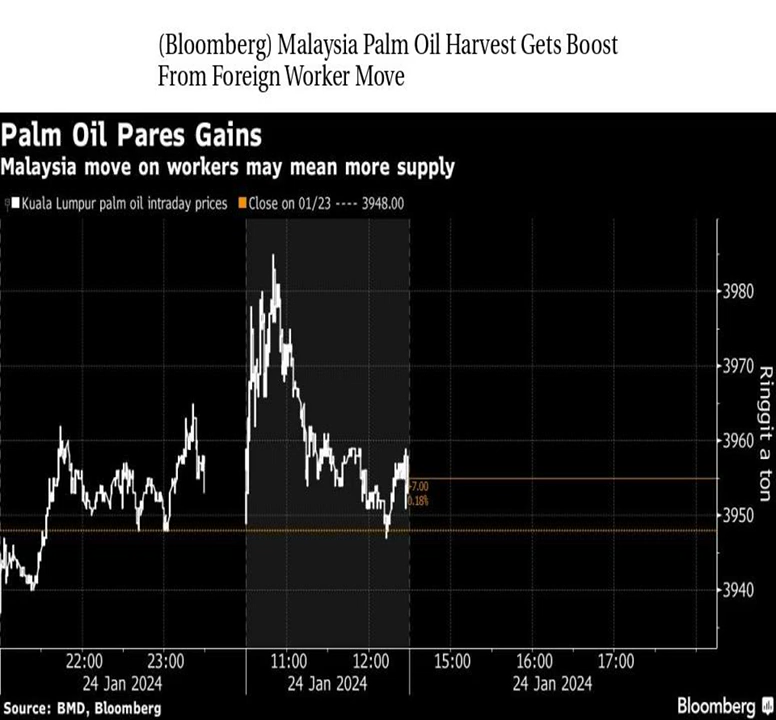 (Bloomberg) Malaysia Palm Oil Harvest Gets Boost
From Foreign Worker Move
Palm Oil Pares Gains
Malaysia move on workers may mean more supply
Kuala Lumpur palm oil intraday prices Close on 01/23 ---- 3948.00
3980
3970
3960
3950
3940
Ringgit a ton
7.00
0.18%
22:00 23:00 11:00 12:00 15:00 16:00 17:00
24 Jan 2024 24 Jan 2024 24 Jan 2024
Source: BMD, Bloomberg
Bloomberg